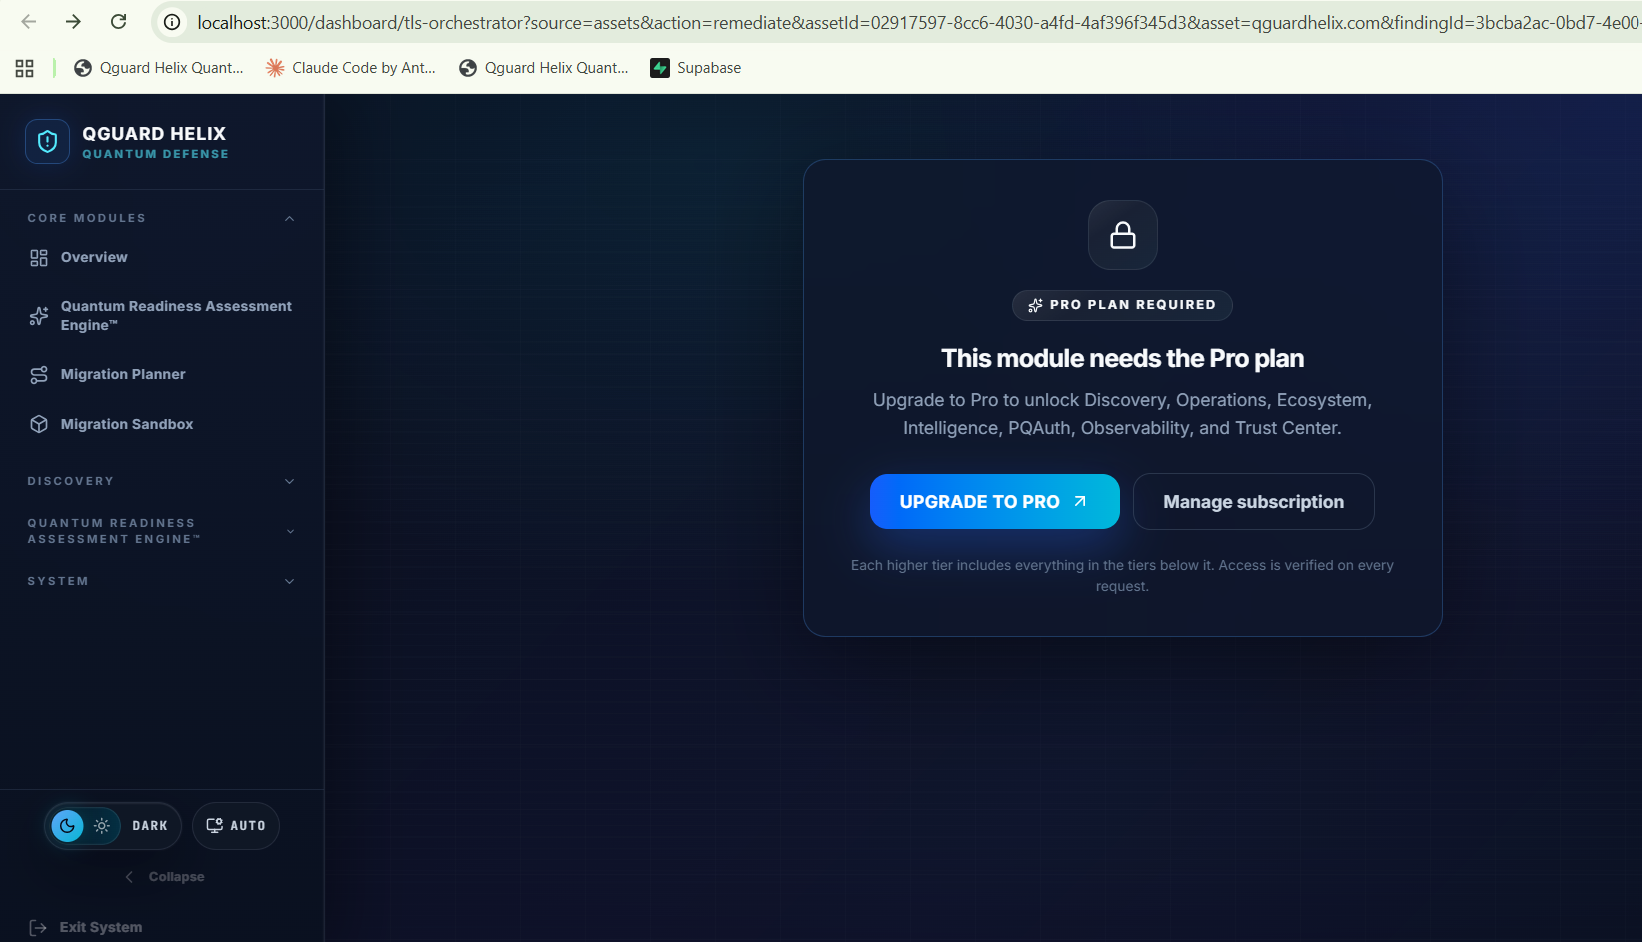 localhost:3000/dashboard/tls-orchestrator?source=assets&action=remediate&assetId=02917597-8cc6-4030-a4fd-4af396f345d3&asset=qguardhelix.com&findingId=3bcba2ac-0bd7-4e00-
Qguard Helix Quant...
Claude Code by Ant...
Qguard Helix Quant...
Supabase
QGUARD HELIX
QUANTUM DEFENSE
CORE MODULES
Overview
Quantum Readiness Assessment
Engine™
Migration Planner
Migration Sandbox
DISCOVERY
QUANTUM READINESS
ASSESSMENT ENGINE™
SYSTEM
DARK
AUTO
Collapse
Exit System
PRO PLAN REQUIRED
This module needs the Pro plan
Upgrade to Pro to unlock Discovery, Operations, Ecosystem,
Intelligence, PQAuth, Observability, and Trust Center.
UPGRADE TO PRO
Manage subscription
Each higher tier includes everything in the tiers below it. Access is verified on every
request.